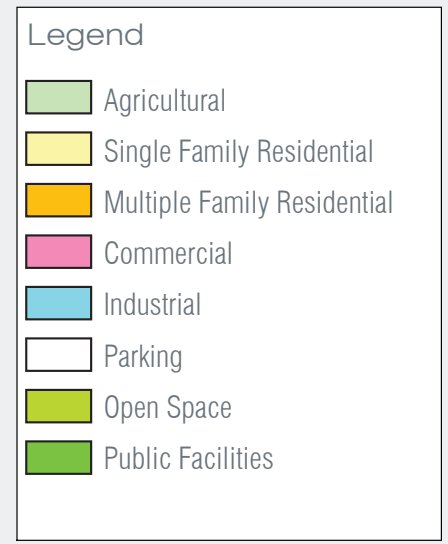 Legend
Agricultural
Single Family Residential
Multiple Family Residential
Commercial
Industrial
Parking
Open Space
Public Facilities